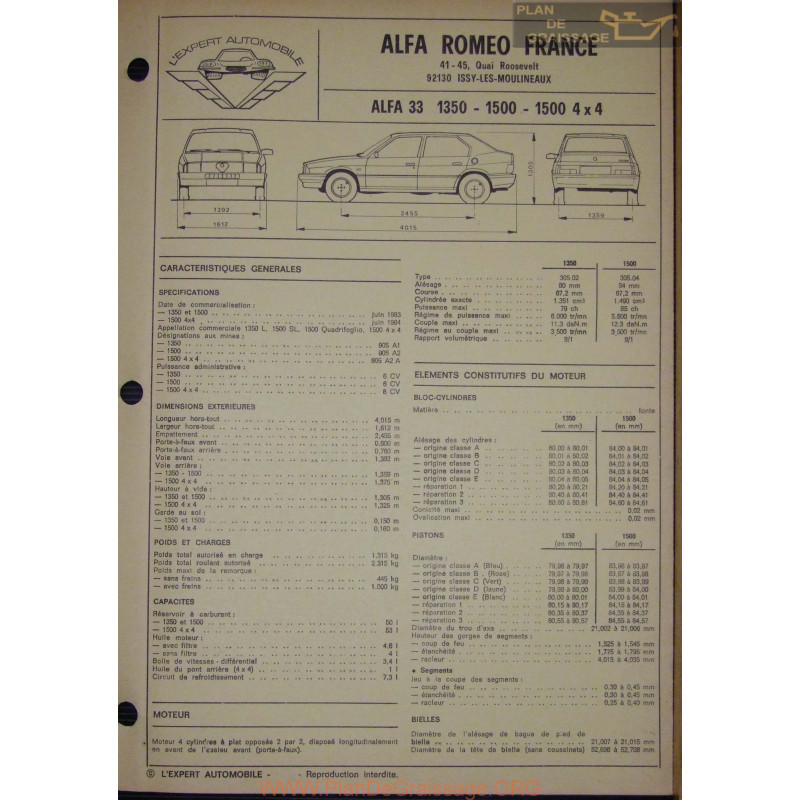 PLAN DE GRAISSAGE
L'EXPERT AUTOMOBILE
ALFA ROMEO FRANCE
41-45, Quai Roosevelt
92130 ISSY-LES-MOULINEAUX
ALFA 33 1350 - 1500 - 1500 4 x 4
1392
1612
2455
4015
1305
1359
CARACTERISTIQUES GENERALES
SPECIFICATIONS
Date de commercialisation :
— 1350 et 1500 juin 1983
— 1500 4x4 juin 1984
Appellation commerciale 1350 L, 1500 SL, 1500 Quadrifoglio, 1500 4 x 4
Désignations aux mines :
— 1350 905 A1
— 1500 905 A2
— 1500 4 x 4 905 A2 A
Puissance administrative :
— 1350 6 CV
— 1500 6 CV
— 1500 4 x 4 8 CV
DIMENSIONS EXTERIEURES
Longueur hors-tout 4,015 m
Largeur hors-tout 1,612 m
Empattement 2,455 m
Porte-à-faux avant 0,800 m
Porte-à-faux arrière 0,760 m
Voie avant 1,392 m
Voie arrière :
— 1350 - 1500 1,359 m
— 1500 4 x 4 1,375 m
Hauteur à vide :
— 1350 et 1500 1,305 m
— 1500 4 x 4 1,325 m
Garde au sol :
— 1350 et 1500 0,150 m
— 1500 4 x 4 0,160 m
POIDS ET CHARGES
Poids total autorisé en charge 1.315 kg
Poids total roulant autorisé 2.315 kg
Poids maxi de la remorque :
— sans freins 445 kg
— avec freins 1.000 kg
CAPACITES
Réservoir à carburant :
— 1350 et 1500 50 l
— 1500 4 x 4 53 l
Huile moteur :
— avec filtre 4,6 l
— sans filtre 4 l
Boîte de vitesses - différentiel 3,4 l
Huile du pont arrière (4 x 4) 1 l
Circuit de refroidissement 7,3 l
MOTEUR
Moteur 4 cylindres à plat opposés 2 par 2, disposé longitudinalement
en avant de l'essieu avant (porte-à-faux).
1350 1500
Type 305.02 305.04
Alésage 80 mm 84 mm
Course 67,2 mm 67,2 mm
Cylindrée exacte 1.351 cm3 1.490 cm3
Puissance maxi 79 ch 85 ch
Régime de puissance maxi 6.000 tr/mn 5.800 tr/mn
Couple maxi 11,3 daN.m 12,3 daN.m
Régime au couple maxi 3,500 tr/mn 3,500 tr/mn
Rapport volumétrique 9/1 9/1
ELEMENTS CONSTITUTIFS DU MOTEUR
BLOC-CYLINDRES
Matière fonte
1350 1500
(en mm) (en mm)
Alésage des cylindres :
— origine classe A 80,00 à 80,01 84,00 à 84,01
— origine classe B 80,01 à 80,02 84,01 à 84,02
— origine classe C 80,02 à 80,03 84,02 à 84,03
— origine classe D 80,03 à 80,04 84,03 à 84,04
— origine classe E 80,04 à 80,05 84,04 à 84,05
— réparation 1 80,20 à 80,21 84,20 à 84,21
— réparation 2 80,40 à 80,41 84,40 à 84,41
— réparation 3 80,60 à 80,61 84,60 à 84,61
Conicité maxi 0,02 mm
Ovalisation maxi 0,02 mm
PISTONS 1350 1500
(en mm) (en mm)
Diamètre :
— origine classe A (Bleu) 79,96 à 79,97 83,96 à 83,97
— origine classe B (Rose) 79,97 à 79,98 83,97 à 83,98
— origine classe C (Vert) 79,98 à 79,99 83,98 à 83,99
— origine classe D (Jaune) 79,99 à 80,00 83,99 à 84,00
— origine classe E (Blanc) 80,00 à 80,01 84,00 à 84,01
— réparation 1 80,15 à 80,17 84,15 à 84,17
— réparation 2 80,35 à 80,37 84,35 à 84,37
— réparation 3 80,55 à 80,57 84,55 à 84,57
Diamètre du trou d'axe 21,002 à 21,006 mm
Hauteur des gorges de segments :
— coup de feu 1,525 à 1,545 mm
— étanchéité 1,775 à 1,795 mm
— racleur 4,015 à 4,035 mm
● Segments
Jeu à la coupe des segments :
— coup de feu 0,30 à 0,45 mm
— étanchéité 0,30 à 0,45 mm
— racleur 0,25 à 0,40 mm
BIELLES
Diamètre de l'alésage de bague de pied de
bielle 21,007 à 21,015 mm
Diamètre de la tête de bielle (sans coussinets) 52,696 à 52,708 mm
© L'EXPERT AUTOMOBILE - - Reproduction interdite.
www.PlanDeGraissage.ORG